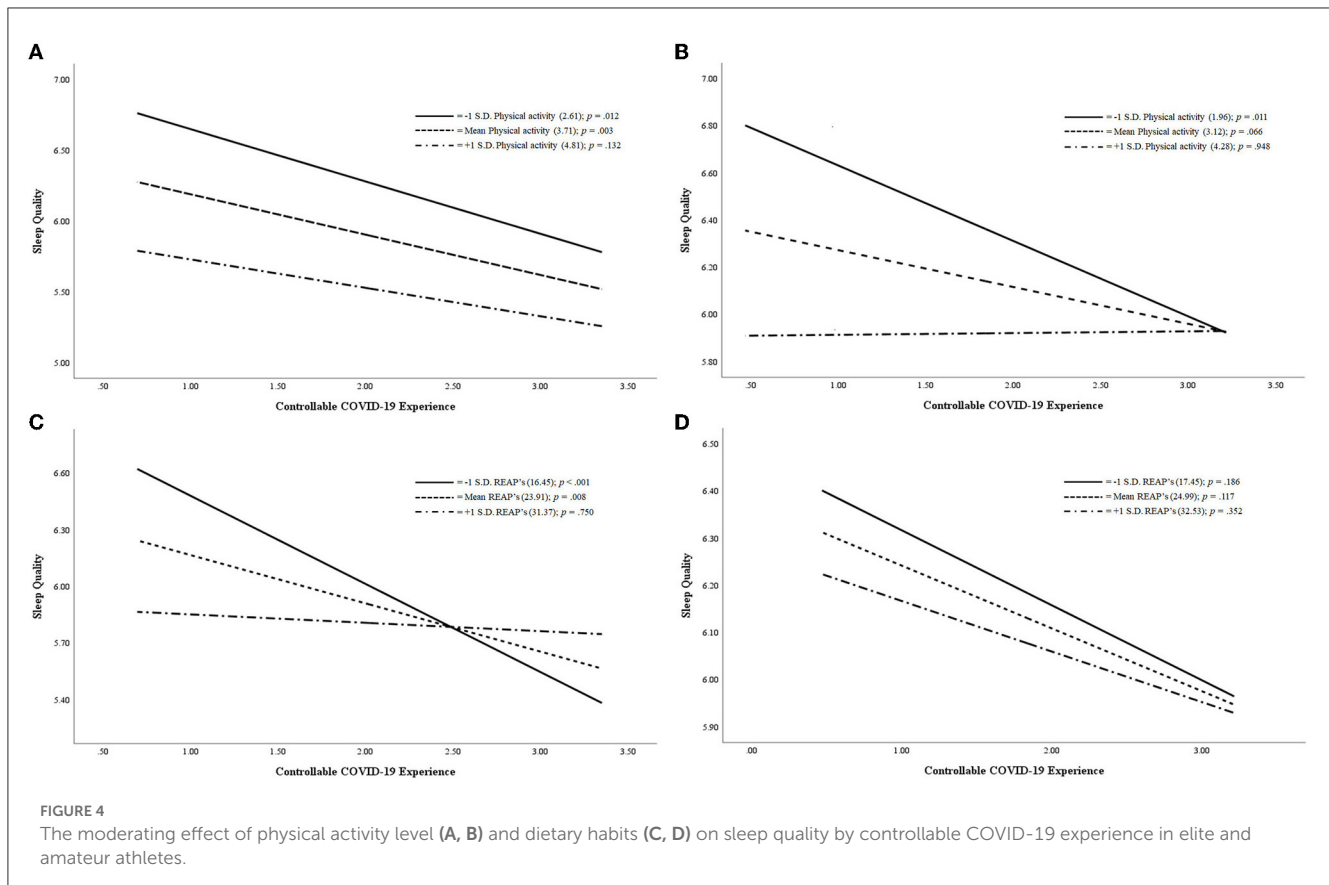 A
7.00
6.50
6.00
5.50
5.00
Sleep Quality
= -1 S.D. Physical activity (2.61); p = .012
= Mean Physical activity (3.71); p = .003
= +1 S.D. Physical activity (4.81); p = .132
.50 1.00 1.50 2.00 2.50 3.00 3.50
Controllable COVID-19 Experience
B
7.00
6.80
6.60
6.40
6.20
6.00
5.80
Sleep Quality
= -1 S.D. Physical activity (1.96); p = .011
= Mean Physical activity (3.12); p = .066
= +1 S.D. Physical activity (4.28); p = .948
.50 1.00 1.50 2.00 2.50 3.00 3.50
Controllable COVID-19 Experience
C
6.60
6.30
6.00
5.70
5.40
Sleep Quality
= -1 S.D. REAP's (16.45); p < .001
= Mean REAP's (23.91); p = .008
= +1 S.D. REAP's (31.37); p = .750
.50 1.00 1.50 2.00 2.50 3.00 3.50
Controllable COVID-19 Experience
D
6.50
6.40
6.30
6.20
6.10
6.00
5.90
Sleep Quality
= -1 S.D. REAP's (17.45); p = .186
= Mean REAP's (24.99); p = .117
= +1 S.D. REAP's (32.53); p = .352
.00 1.00 2.00 3.00
Controllable COVID-19 Experience
FIGURE 4
The moderating effect of physical activity level (A, B) and dietary habits (C, D) on sleep quality by controllable COVID-19 experience in elite and
amateur athletes.